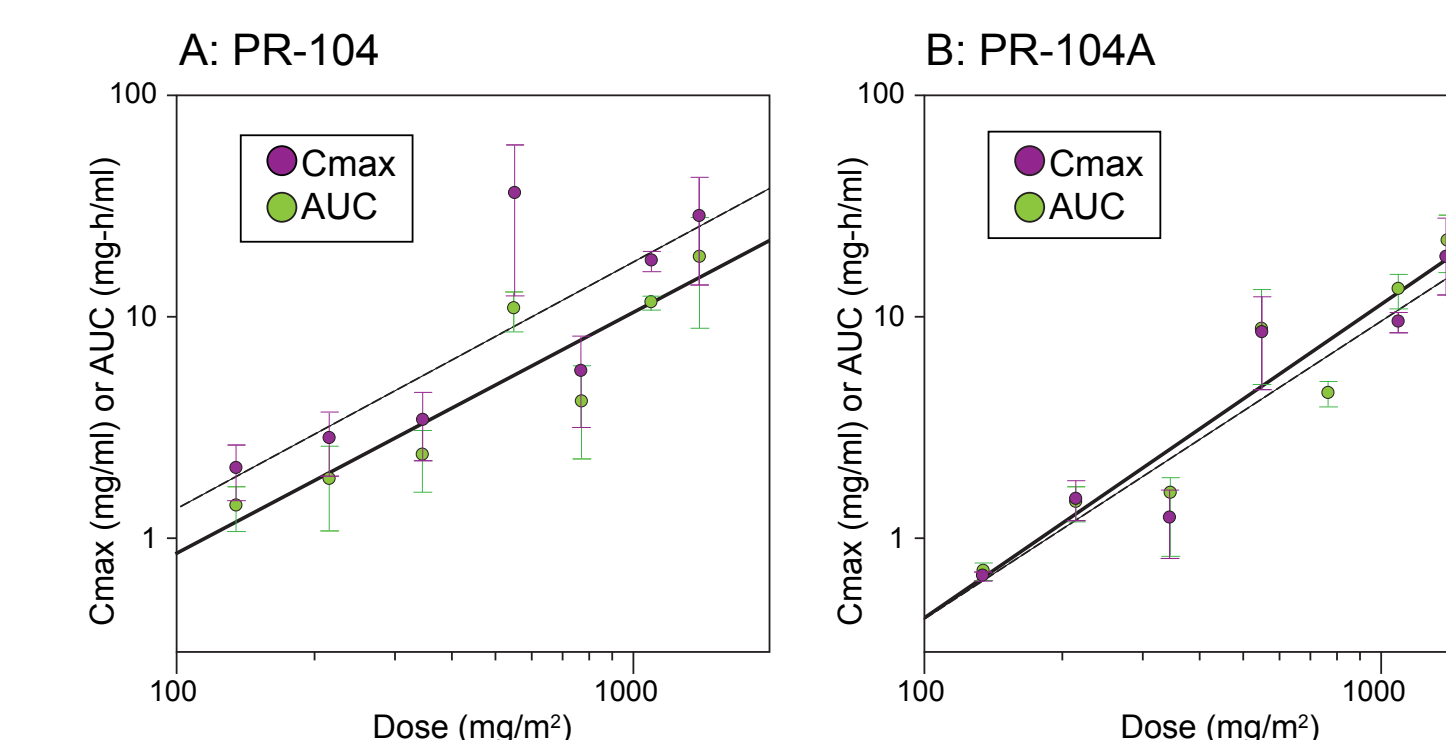 A: PR-104
100
10
1
Cmax (mg/ml) or AUC (mg-h/ml)
Cmax
AUC
100
1000
Dose (mg/m²)
B: PR-104A
100
10
1
Cmax (mg/ml) or AUC (mg-h/ml)
Cmax
AUC
100
1000
Dose (mg/m²)